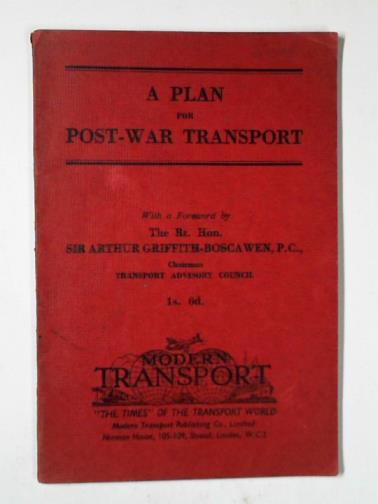 A PLAN
FOR
POST-WAR TRANSPORT
With a Foreword by
The Rt. Hon.
SIR ARTHUR GRIFFITH-BOSCAWEN, P.C.,
Chairman
TRANSPORT ADVISORY COUNCIL
1s. 6d.
MODERN
TRANSPORT
"THE TIMES" OF THE TRANSPORT WORLD
Modern Transport Publishing Co., Limited
Norman House, 105-109, Strand, London, W.C.2